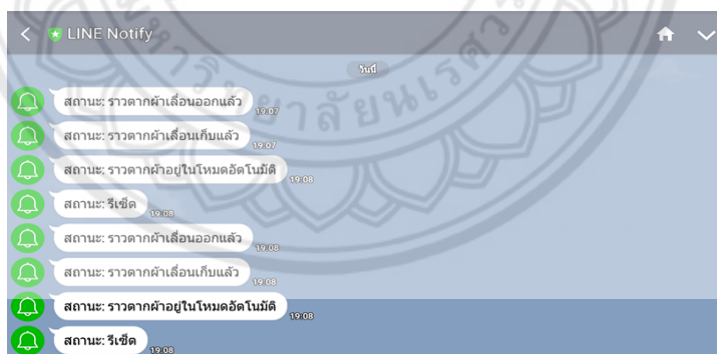 LINE Notify
วันนี้
สถานะ: ราวตากผ้าเลื่อนออกแล้ว 19:07
สถานะ: ราวตากผ้าเลื่อนเก็บแล้ว 19:07
สถานะ: ราวตากผ้าอยู่ในโหมดอัตโนมัติ 19:08
สถานะ: รีเซ็ต 19:08
สถานะ: ราวตากผ้าเลื่อนออกแล้ว 19:08
สถานะ: ราวตากผ้าเลื่อนเก็บแล้ว 19:08
สถานะ: ราวตากผ้าอยู่ในโหมดอัตโนมัติ 19:08
สถานะ: รีเซ็ต 19:08